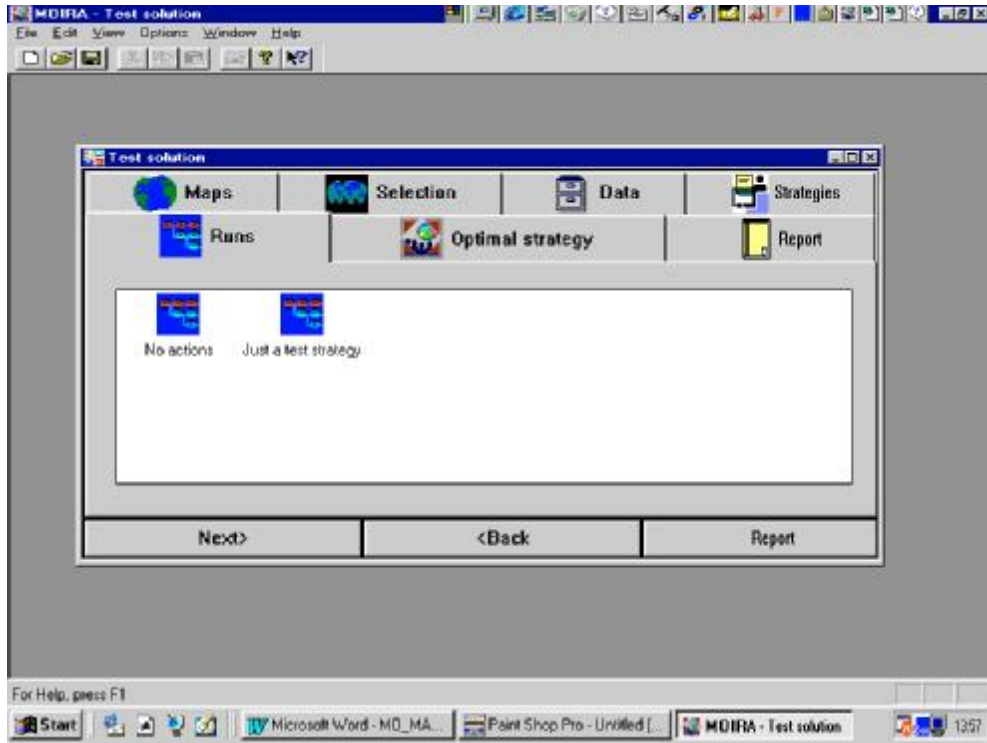 MOIRA - Test solution
File Edit View Options Window Help
Test solution
Maps Selection Data Strategies
Runs Optimal strategy Report
No actions Just a test strategy
Next> <Back Report
For Help, press F1
Start Microsoft Word - MO_MA... Paint Shop Pro - Untitled [... MOIRA - Test solution 13:57